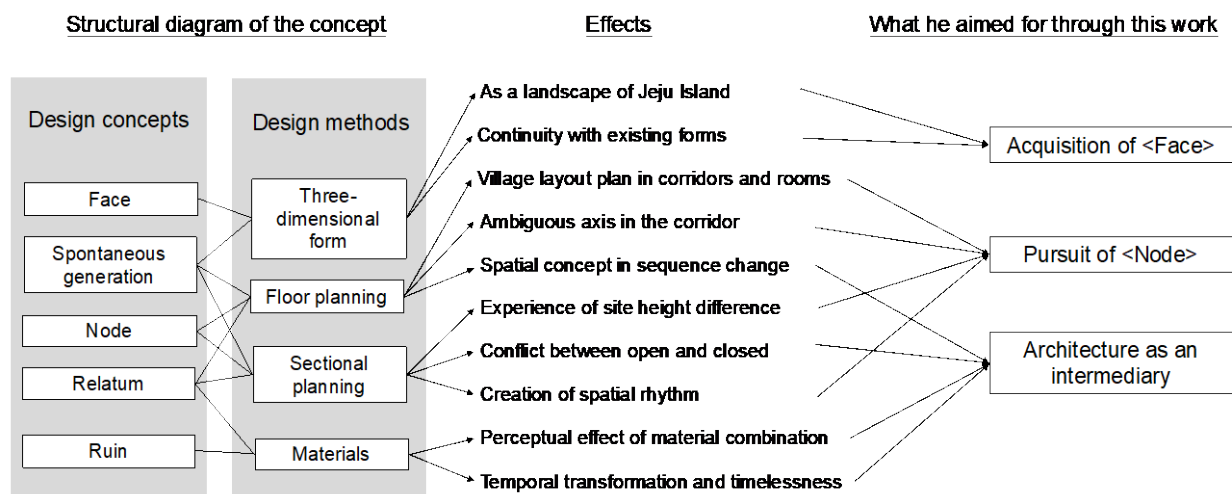 Structural diagram of the concept
Effects
What he aimed for through this work
Design concepts
Face
Spontaneous
generation
Node
Relatum
Ruin
Design methods
Three-
dimensional
form
Floor planning
Sectional
planning
Materials
As a landscape of Jeju Island
Continuity with existing forms
Village layout plan in corridors and rooms
Ambiguous axis in the corridor
Spatial concept in sequence change
Experience of site height difference
Conflict between open and closed
Creation of spatial rhythm
Perceptual effect of material combination
Temporal transformation and timelessness
Acquisition of <Face>
Pursuit of <Node>
Architecture as an
intermediary